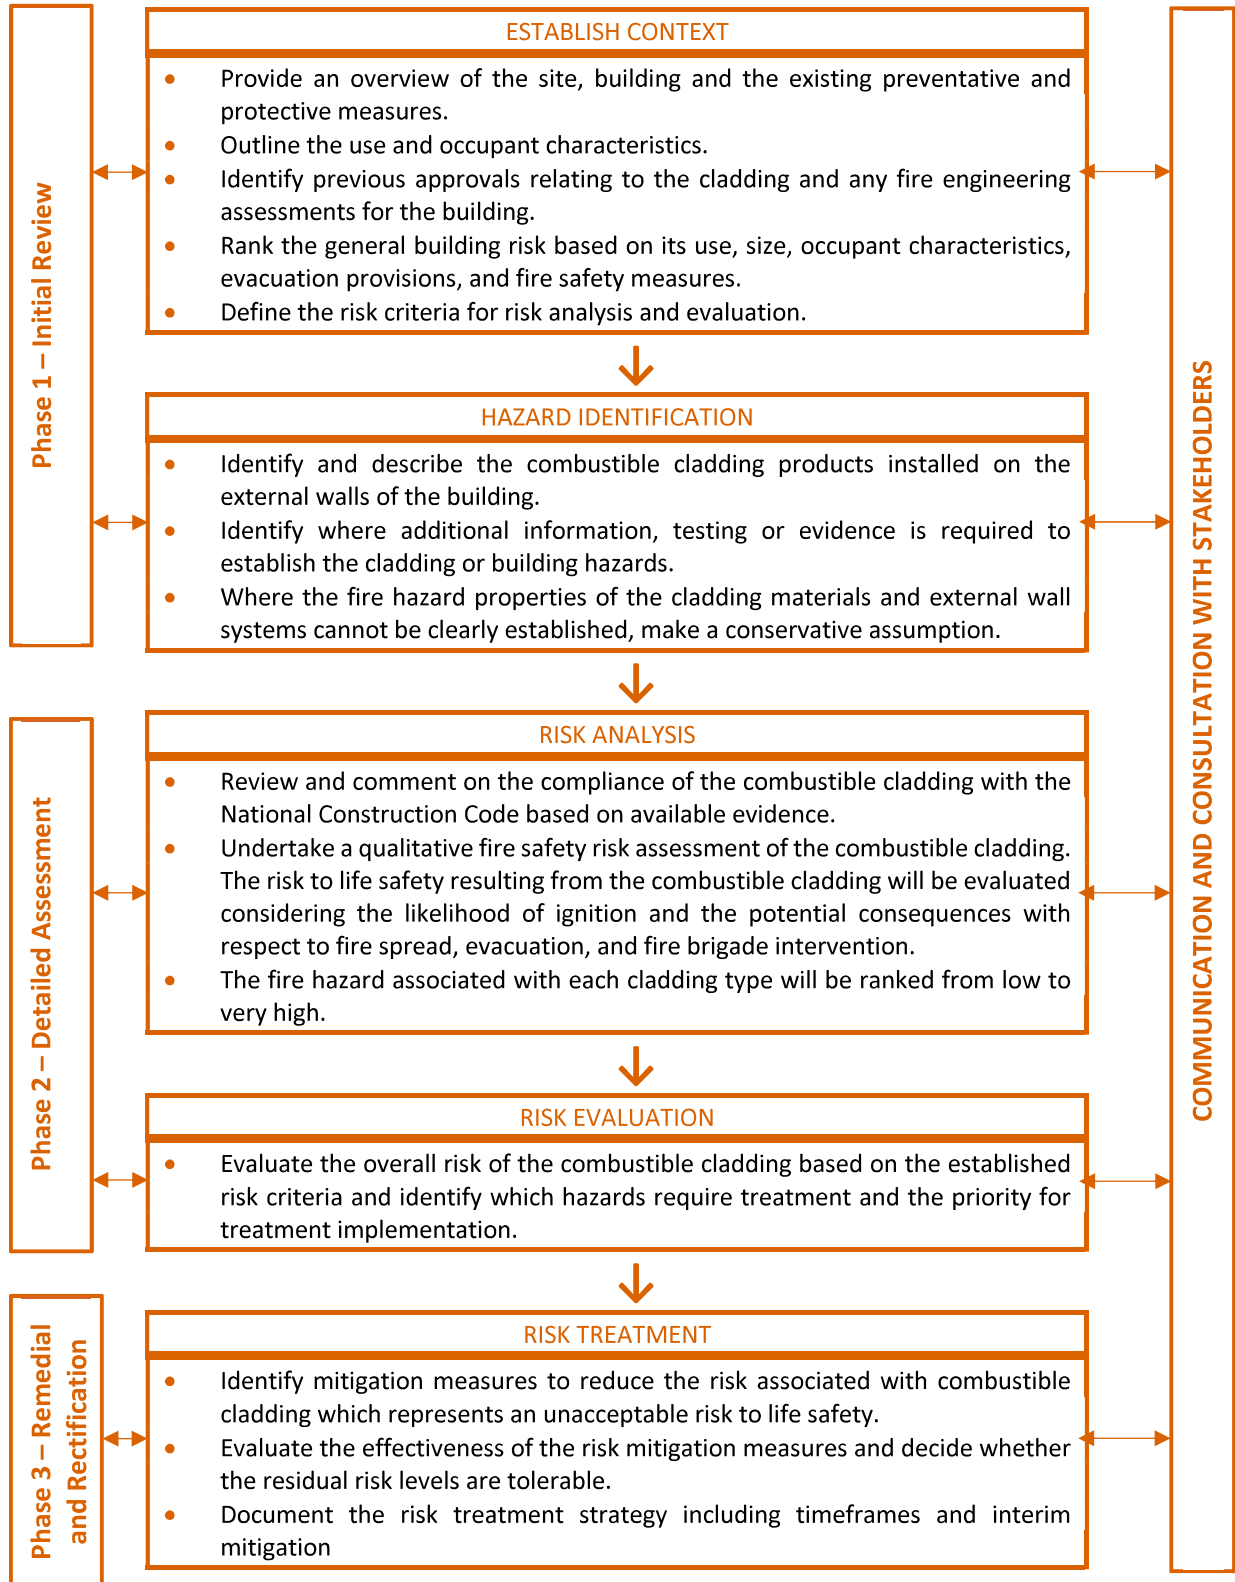 Phase 1 – Initial Review
ESTABLISH CONTEXT
• Provide an overview of the site, building and the existing preventative and
protective measures.
• Outline the use and occupant characteristics.
• Identify previous approvals relating to the cladding and any fire engineering
assessments for the building.
• Rank the general building risk based on its use, size, occupant characteristics,
evacuation provisions, and fire safety measures.
• Define the risk criteria for risk analysis and evaluation.
HAZARD IDENTIFICATION
• Identify and describe the combustible cladding products installed on the
external walls of the building.
• Identify where additional information, testing or evidence is required to
establish the cladding or building hazards.
• Where the fire hazard properties of the cladding materials and external wall
systems cannot be clearly established, make a conservative assumption.
Phase 2 – Detailed Assessment
RISK ANALYSIS
• Review and comment on the compliance of the combustible cladding with the
National Construction Code based on available evidence.
• Undertake a qualitative fire safety risk assessment of the combustible cladding.
The risk to life safety resulting from the combustible cladding will be evaluated
considering the likelihood of ignition and the potential consequences with
respect to fire spread, evacuation, and fire brigade intervention.
• The fire hazard associated with each cladding type will be ranked from low to
very high.
RISK EVALUATION
• Evaluate the overall risk of the combustible cladding based on the established
risk criteria and identify which hazards require treatment and the priority for
treatment implementation.
Phase 3 – Remedial
and Rectification
RISK TREATMENT
• Identify mitigation measures to reduce the risk associated with combustible
cladding which represents an unacceptable risk to life safety.
• Evaluate the effectiveness of the risk mitigation measures and decide whether
the residual risk levels are tolerable.
• Document the risk treatment strategy including timeframes and interim
mitigation
COMMUNICATION AND CONSULTATION WITH STAKEHOLDERS